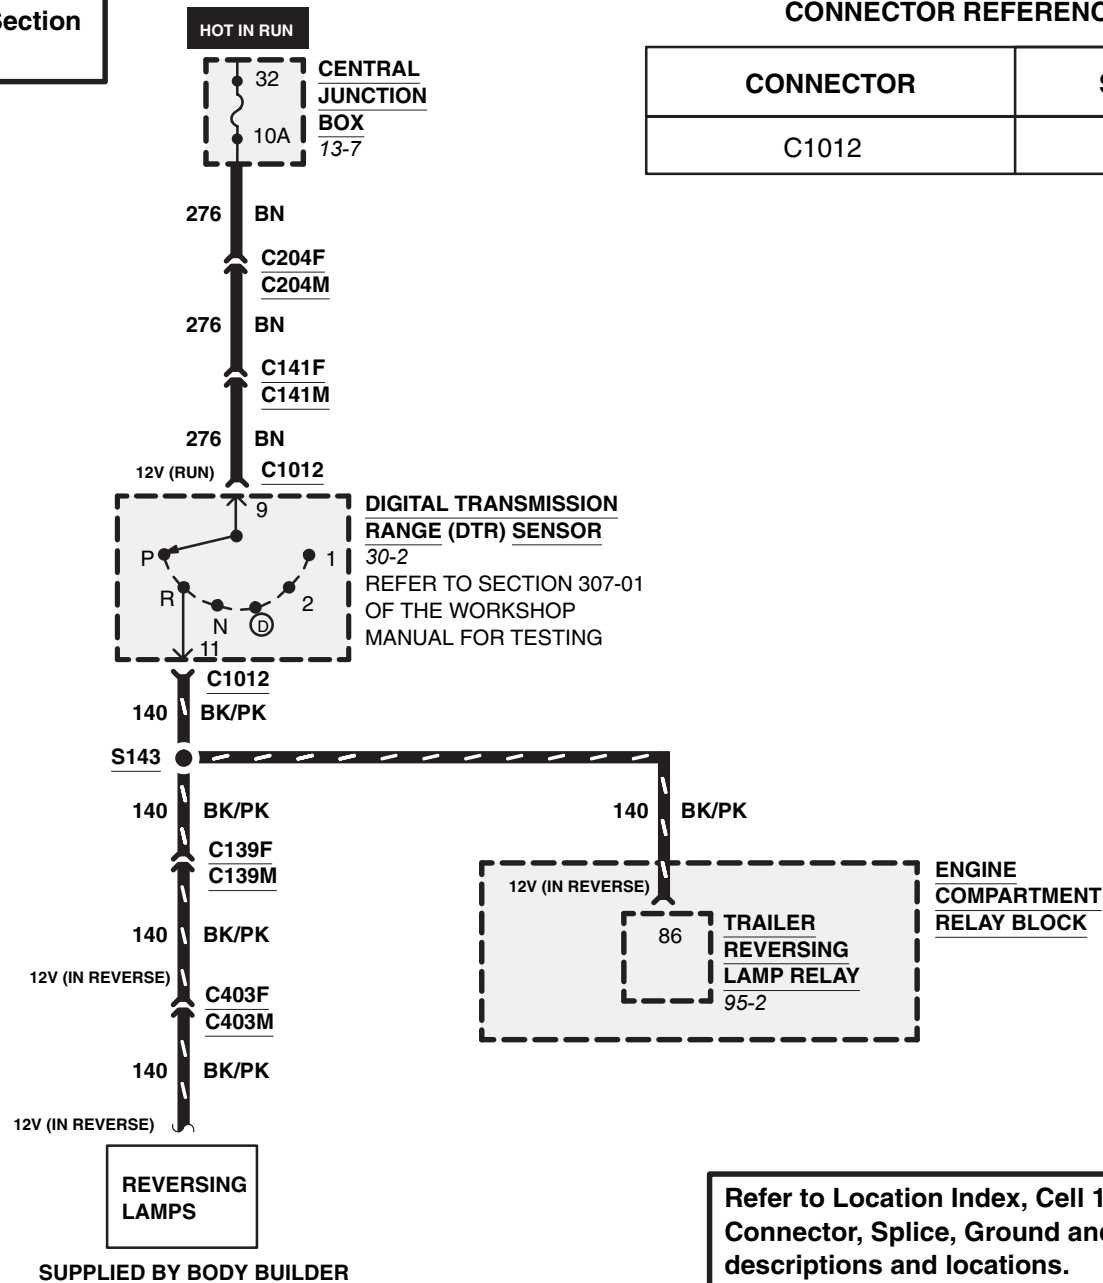 Section
HOT IN RUN
CONNECTOR REFERENC
CONNECTOR
S
C1012
32
10A
CENTRAL
JUNCTION
BOX
13-7
276 BN
C204F
C204M
276 BN
C141F
C141M
276 BN
12V (RUN)
C1012
9
P
R
N
D
2
1
11
DIGITAL TRANSMISSION
RANGE (DTR) SENSOR
30-2
REFER TO SECTION 307-01
OF THE WORKSHOP
MANUAL FOR TESTING
C1012
140 BK/PK
S143
140 BK/PK
140 BK/PK
C139F
C139M
140 BK/PK
12V (IN REVERSE)
C403F
C403M
140 BK/PK
12V (IN REVERSE)
REVERSING
LAMPS
SUPPLIED BY BODY BUILDER
12V (IN REVERSE)
86
TRAILER
REVERSING
LAMP RELAY
95-2
ENGINE
COMPARTMENT
RELAY BLOCK
Refer to Location Index, Cell 1
Connector, Splice, Ground and
descriptions and locations.